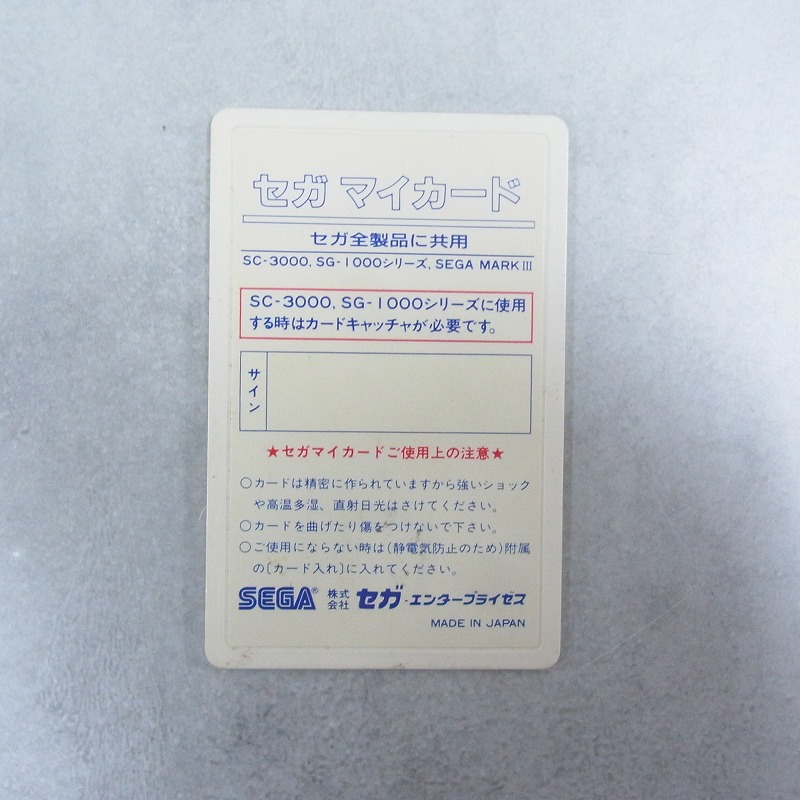 セガ マイカード
セガ全製品に共用
SC-3000, SG-1000シリーズ, SEGA MARKⅢ
SC-3000, SG-1000シリーズに使用
する時はカードキャッチャが必要です。
サイン
★セガマイカードご使用上の注意★
○カードは精密に作られていますから強いショック
や高温多湿、直射日光はさけてください。
○カードを曲げたり傷をつけないで下さい。
○ご使用にならない時は(静電気防止のため)附属
の〔カード入れ〕に入れてください。
SEGA® 株式会社 セガ・エンタープライゼス
MADE IN JAPAN